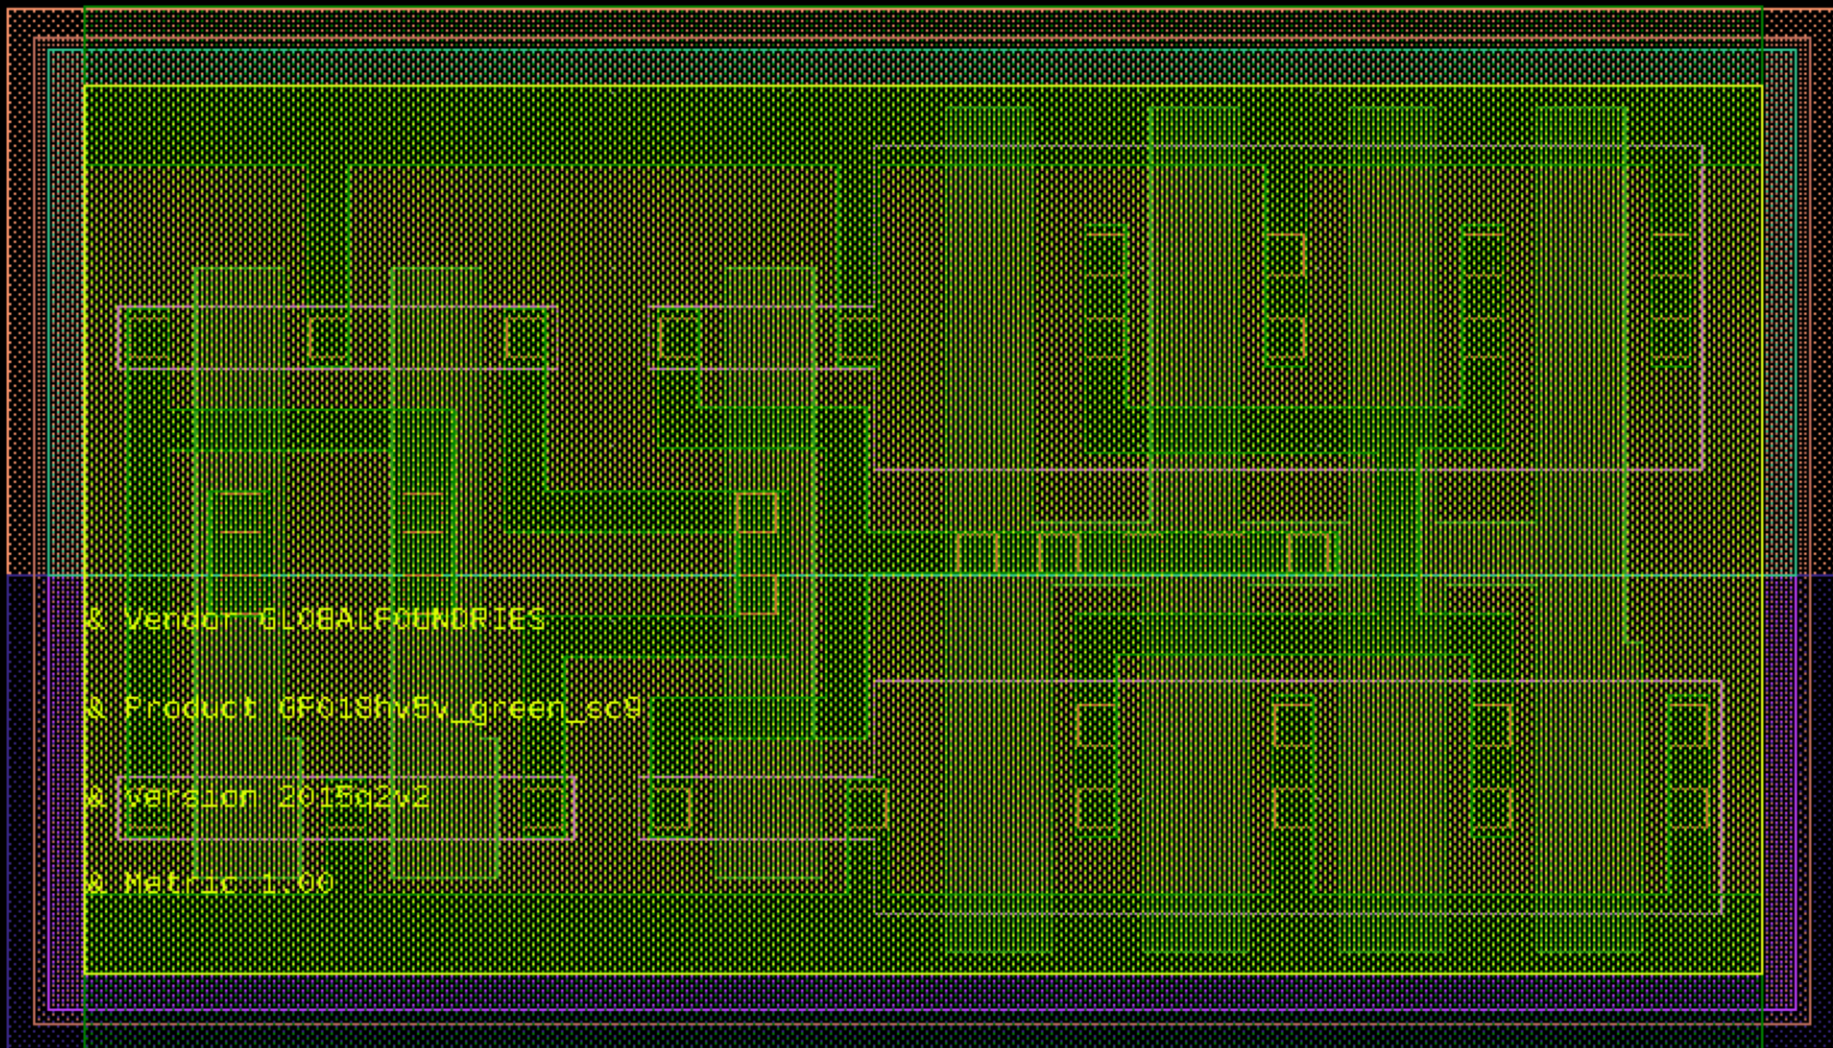 & Vendor GLOBALFOUNDRIES
& Product GF018hv5v_green_sc9
& Version 2015q2v2
& Metric 1.00